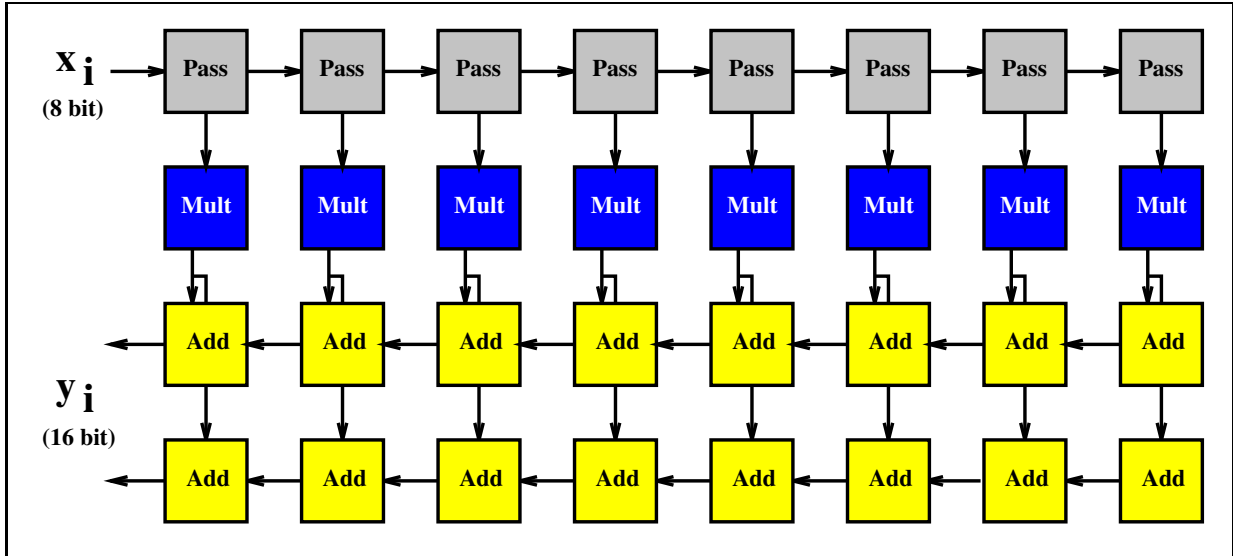 x i
(8 bit)
Pass Pass Pass Pass Pass Pass Pass Pass
Mult Mult Mult Mult Mult Mult Mult Mult
Add Add Add Add Add Add Add Add
y i
(16 bit)
Add Add Add Add Add Add Add Add